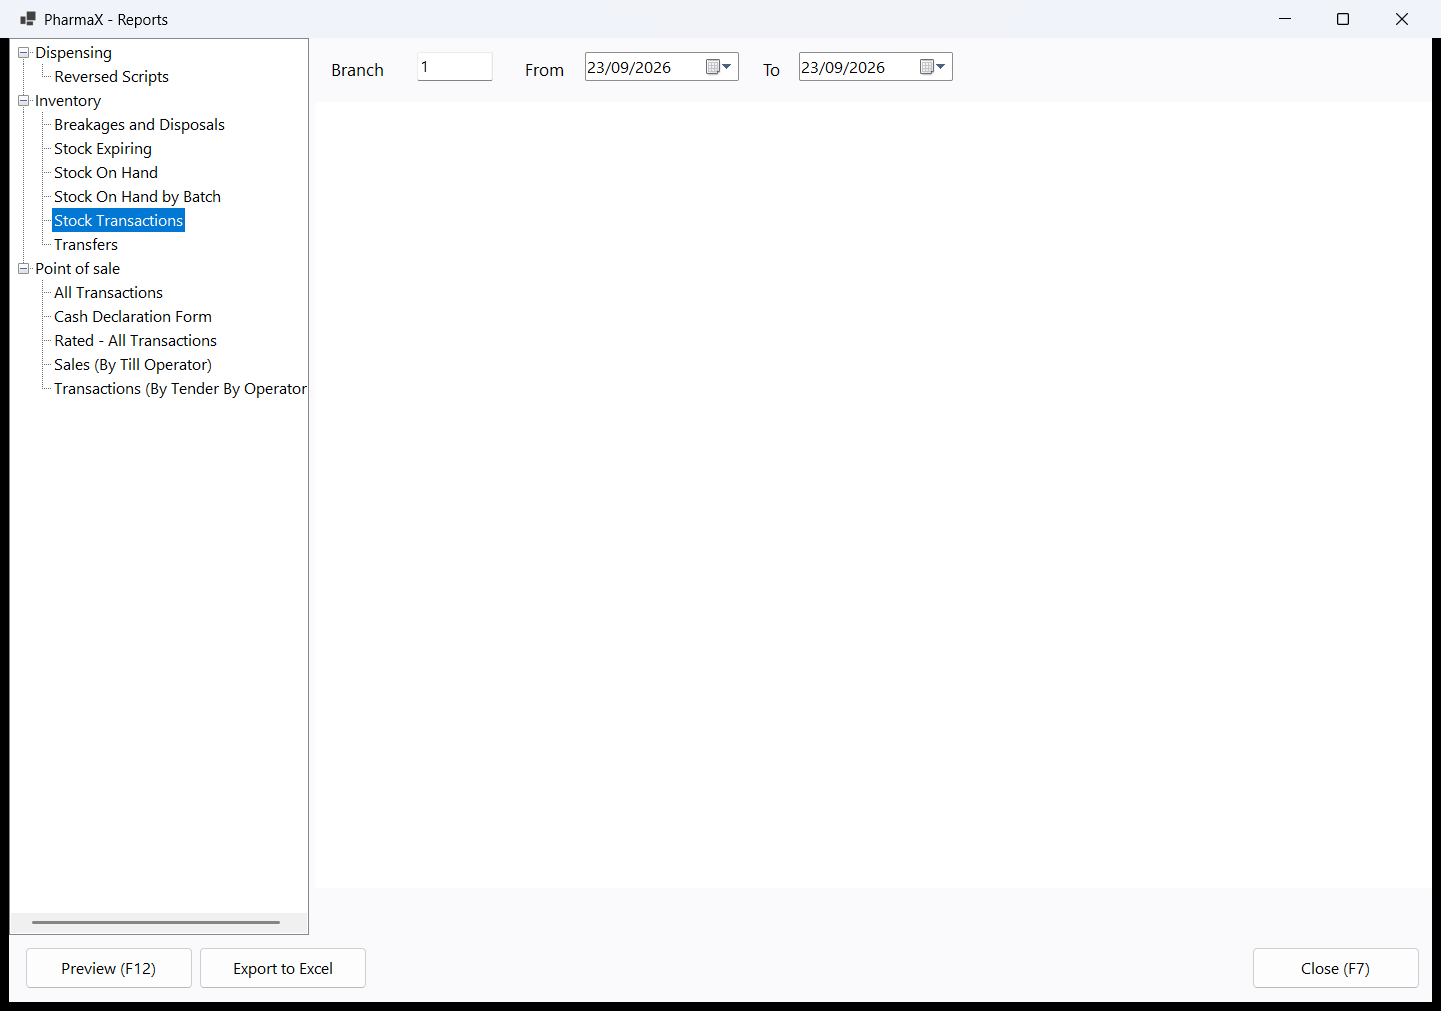 PharmaX - Reports
Branch 1 From 23/09/2026 To 23/09/2026
Dispensing
Reversed Scripts
Inventory
Breakages and Disposals
Stock Expiring
Stock On Hand
Stock On Hand by Batch
Stock Transactions
Transfers
Point of sale
All Transactions
Cash Declaration Form
Rated - All Transactions
Sales (By Till Operator)
Transactions (By Tender By Operator
Preview (F12) Export to Excel Close (F7)